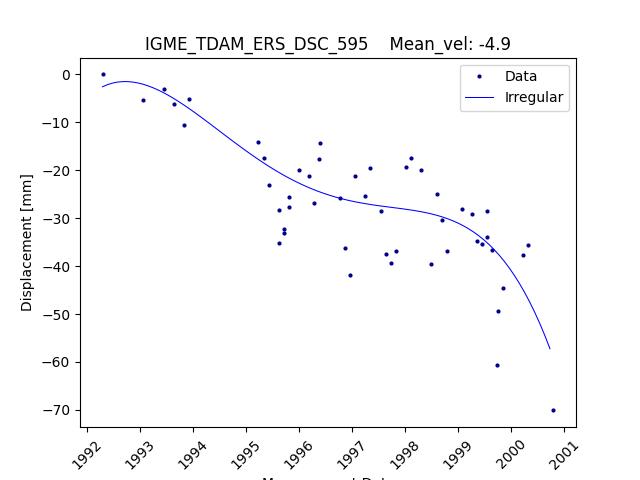 IGME_TDAM_ERS_DSC_595    Mean_vel: -4.9
Data
Irregular
Displacement [mm]
0
−10
−20
−30
−40
−50
−60
−70
1992 1993 1994 1995 1996 1997 1998 1999 2000 2001